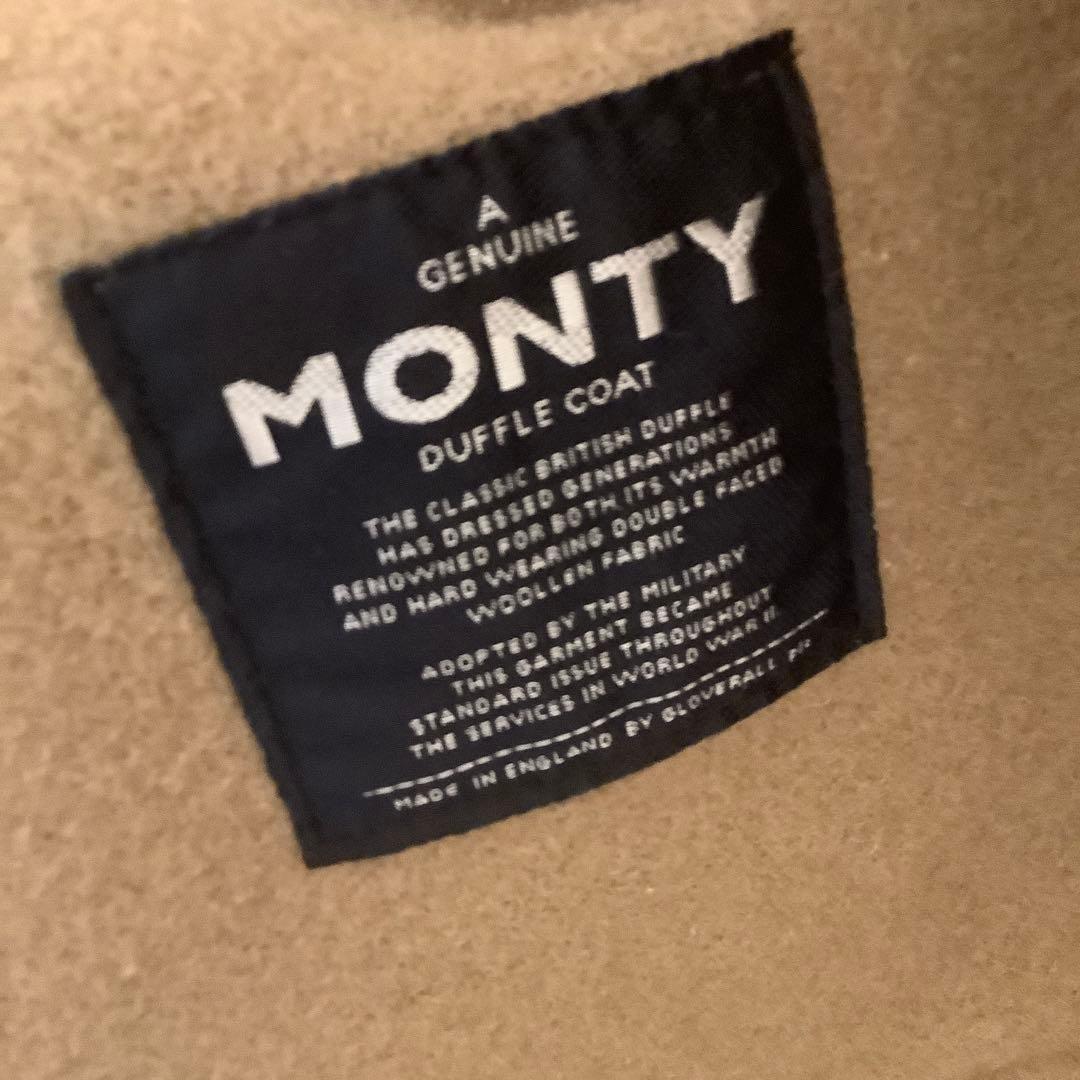 A
GENUINE
MONTY
DUFFLE COAT
THE CLASSIC BRITISH DUFFLE
HAS DRESSED GENERATIONS
RENOWNED FOR BOTH ITS WARMTH
AND HARD WEARING DOUBLE FACED
WOOLLEN FABRIC
ADOPTED BY THE MILITARY
THIS GARMENT BECAME
STANDARD ISSUE THROUGHOUT
THE SERVICES IN WORLD WAR II.
MADE IN ENGLAND BY GLOVERALL PLC